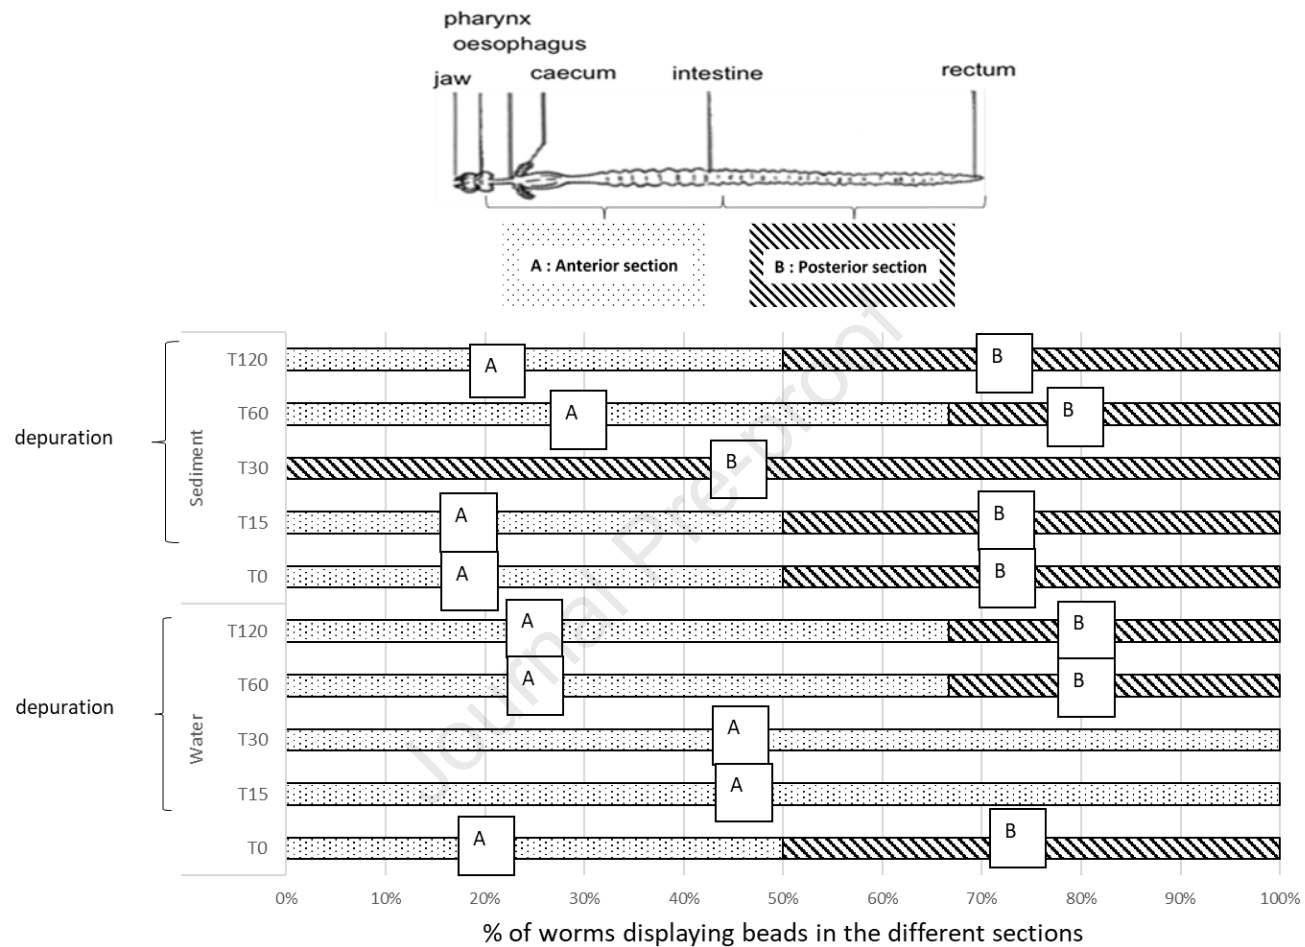 pharynx
oesophagus
jaw
caecum
intestine
rectum
A : Anterior section
B : Posterior section
depuration
Sediment
T120
A
B
T60
A
B
T30
B
T15
A
B
T0
A
B
depuration
Water
T120
A
B
T60
A
B
T30
A
T15
A
T0
A
B
0% 10% 20% 30% 40% 50% 60% 70% 80% 90% 100%
% of worms displaying beads in the different sections
Journal Pre-proof